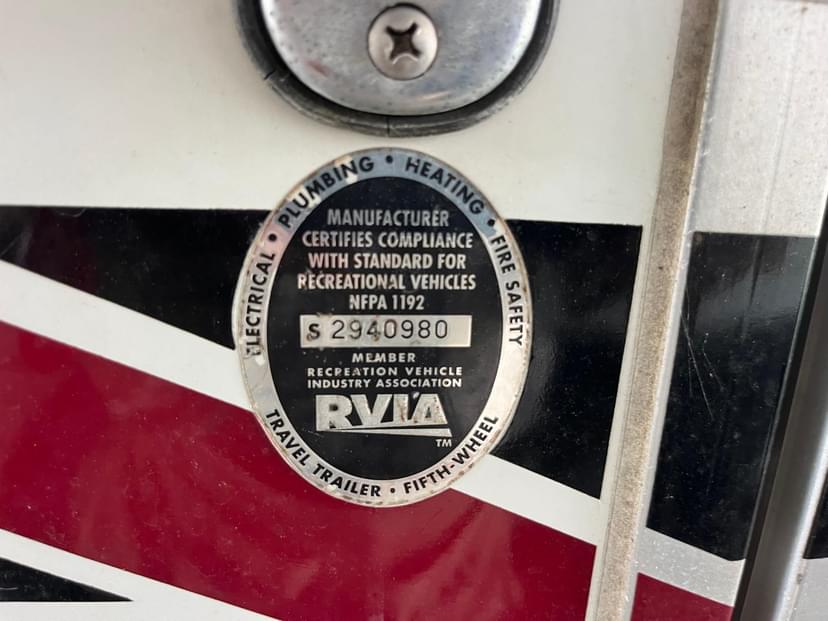 ELECTRICAL • PLUMBING • HEATING • FIRE SAFETY
MANUFACTURER
CERTIFIES COMPLIANCE
WITH STANDARD FOR
RECREATIONAL VEHICLES
NFPA 1192
S 2940980
MEMBER
RECREATION VEHICLE
INDUSTRY ASSOCIATION
RVIA
TM
TRAVEL TRAILER • FIFTH-WHEEL